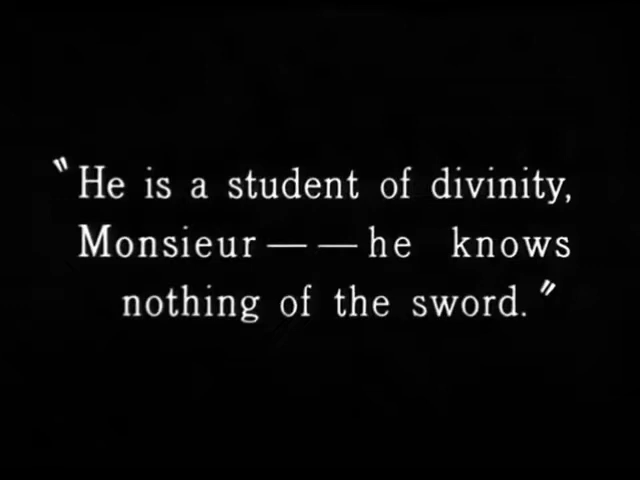 "He is a student of divinity,
Monsieur — — he knows
nothing of the sword."